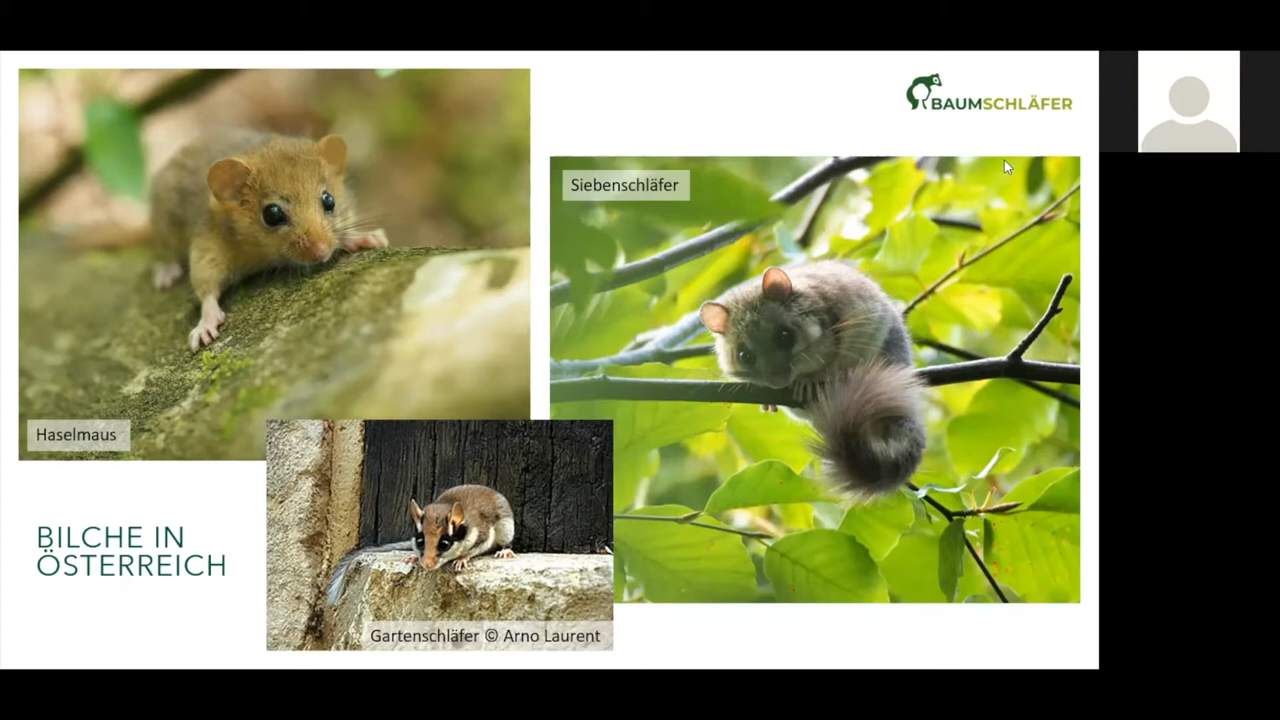 BAUMSCHLÄFER
Siebenschläfer
Haselmaus
BILCHE IN
ÖSTERREICH
Gartenschläfer © Arno Laurent